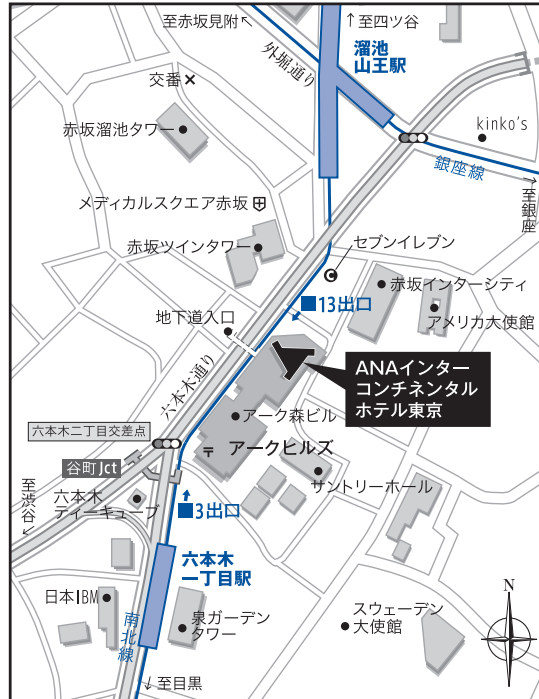 至赤坂見附
至四ツ谷
外堀通り
溜池
山王駅
交番
kinko's
赤坂溜池タワー
銀座線
至銀座
メディカルスクエア赤坂
赤坂ツインタワー
セブンイレブン
赤坂インターシティ
13出口
アメリカ大使館
地下道入口
六本木通り
ANAインター
コンチネンタル
ホテル東京
アーク森ビル
六本木二丁目交差点
アークヒルズ
谷町Jct
至渋谷
六本木
ティーキューブ
サントリーホール
3出口
六本木
一丁目駅
日本IBM
南北線
泉ガーデン
タワー
スウェーデン
大使館
N
至目黒